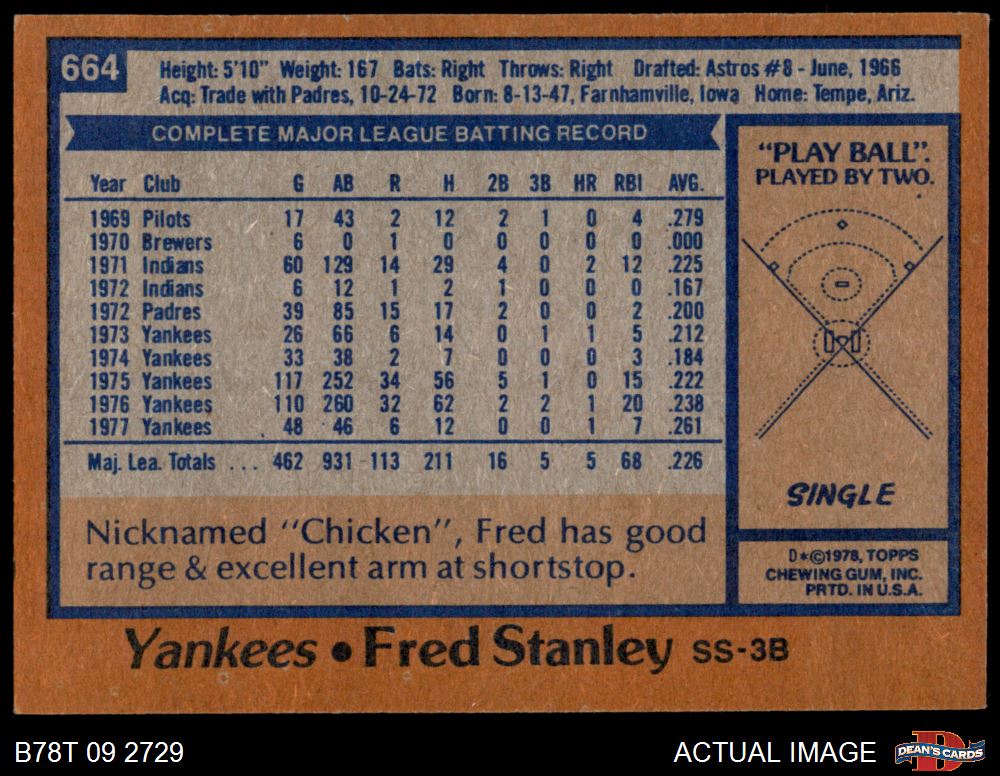 664
Height: 5'10" Weight: 167 Bats: Right Throws: Right Drafted: Astros #8 - June, 1966
Acq: Trade with Padres, 10-24-72 Born: 8-13-47, Farnhamville, Iowa Home: Tempe, Ariz.
COMPLETE MAJOR LEAGUE BATTING RECORD
Year Club G AB R H 2B 3B HR RBI AVG.
1969 Pilots 17 43 2 12 2 1 0 4 .279
1970 Brewers 6 0 1 0 0 0 0 0 .000
1971 Indians 60 129 14 29 4 0 2 12 .225
1972 Indians 6 12 1 2 1 0 0 0 .167
1972 Padres 39 85 15 17 2 0 0 2 .200
1973 Yankees 26 66 6 14 0 1 1 5 .212
1974 Yankees 33 38 2 7 0 0 0 3 .184
1975 Yankees 117 252 34 56 5 1 0 15 .222
1976 Yankees 110 260 32 62 2 2 1 20 .238
1977 Yankees 48 46 6 12 0 0 1 7 .261
Maj. Lea. Totals ... 462 931 113 211 16 5 5 68 .226
Nicknamed "Chicken", Fred has good
range & excellent arm at shortstop.
"PLAY BALL".
PLAYED BY TWO.
SINGLE
D*©1978, TOPPS
CHEWING GUM, INC.
PRTD. IN U.S.A.
Yankees • Fred Stanley SS-3B
B78T 09 2729
ACTUAL IMAGE
D
DEAN'S CARDS